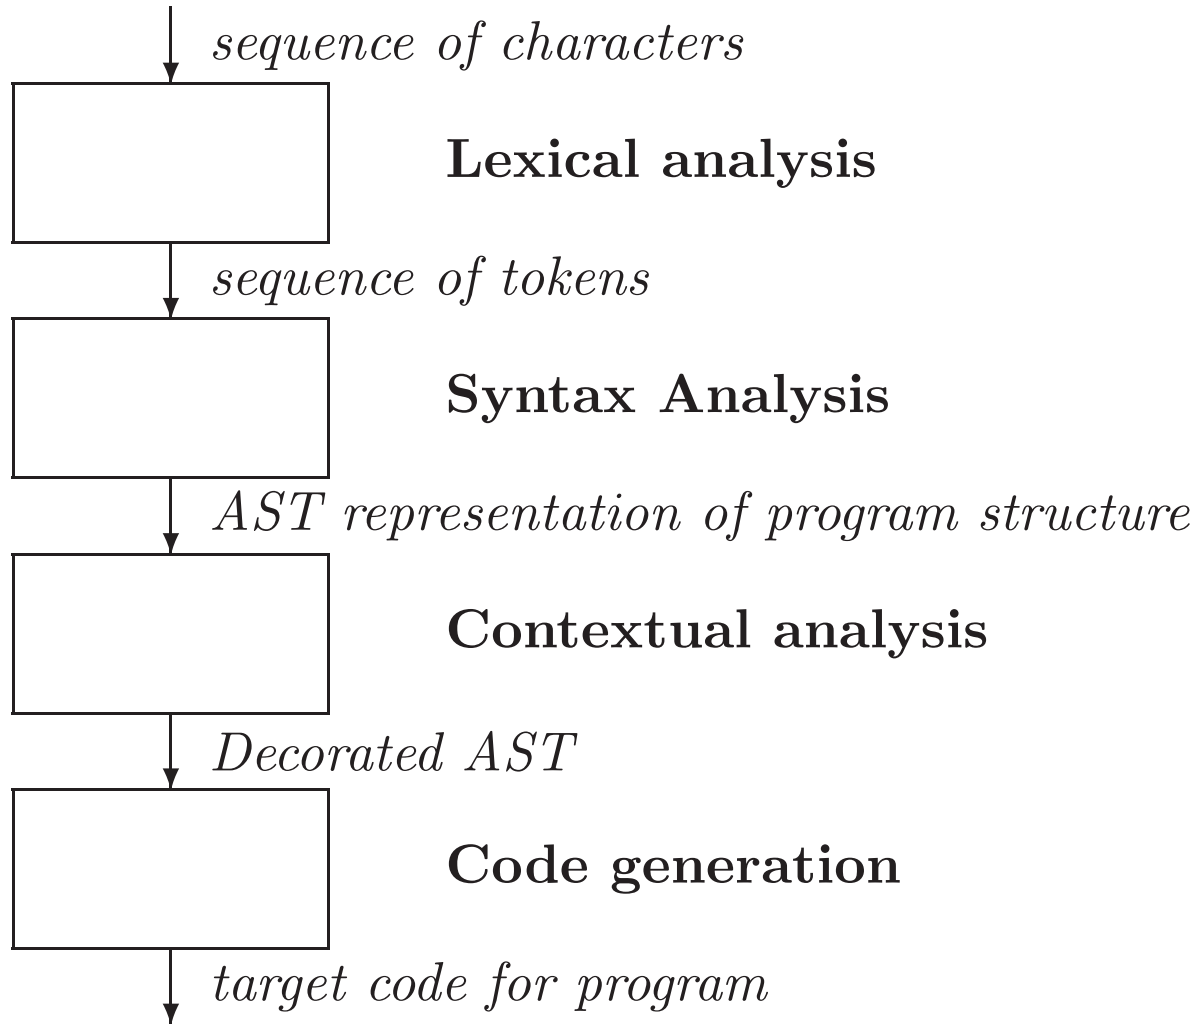 sequence of characters
Lexical analysis
sequence of tokens
Syntax Analysis
AST representation of program structure
Contextual analysis
Decorated AST
Code generation
target code for program